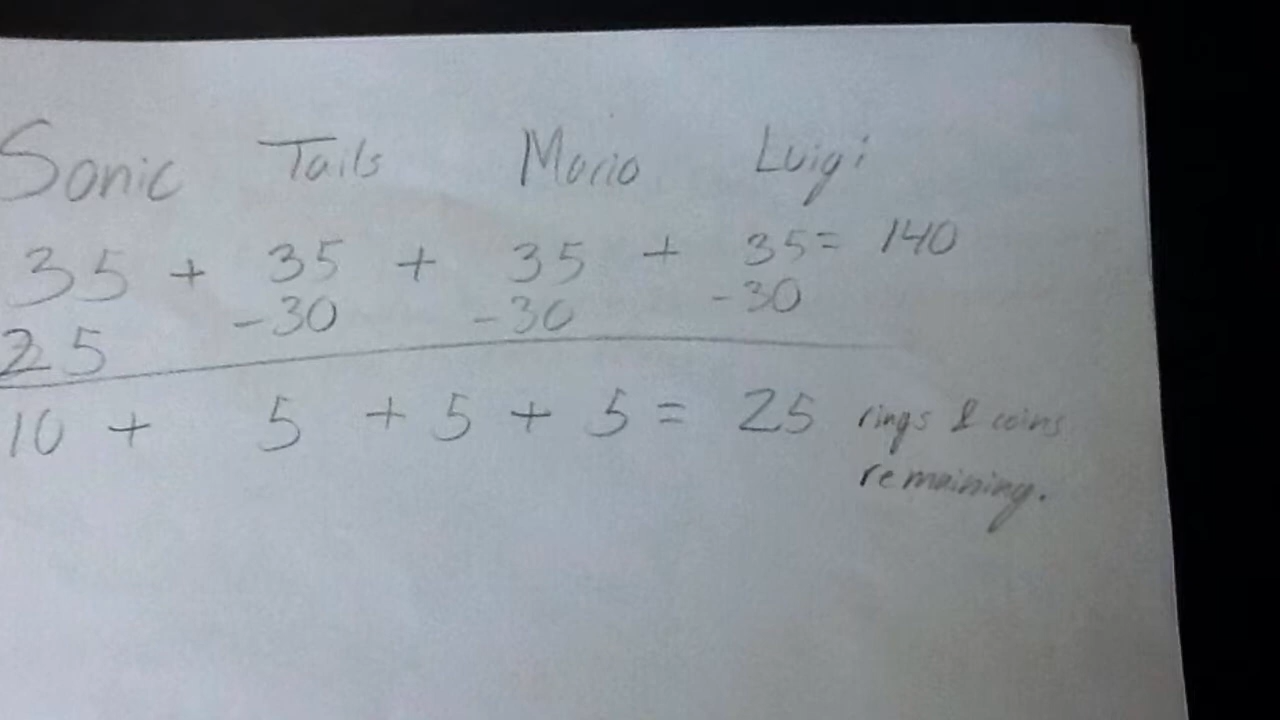 Sonic Tails Mario Luigi
35 + 35 + 35 + 35 = 140
25 -30 -30 -30
10 + 5 + 5 + 5 = 25 rings & coins
remaining.